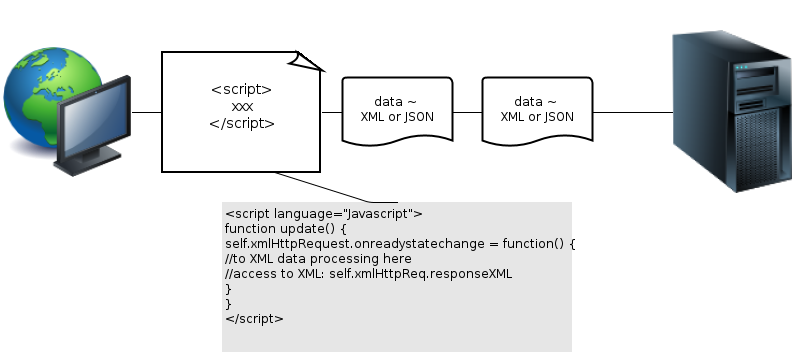 <script>
xxx
</script>
data ~
XML or JSON
data ~
XML or JSON
<script language="Javascript">
function update() {
self.xmlHttpRequest.onreadystatechange = function() {
//to XML data processing here
//access to XML: self.xmlHttpReq.responseXML
}
}
</script>